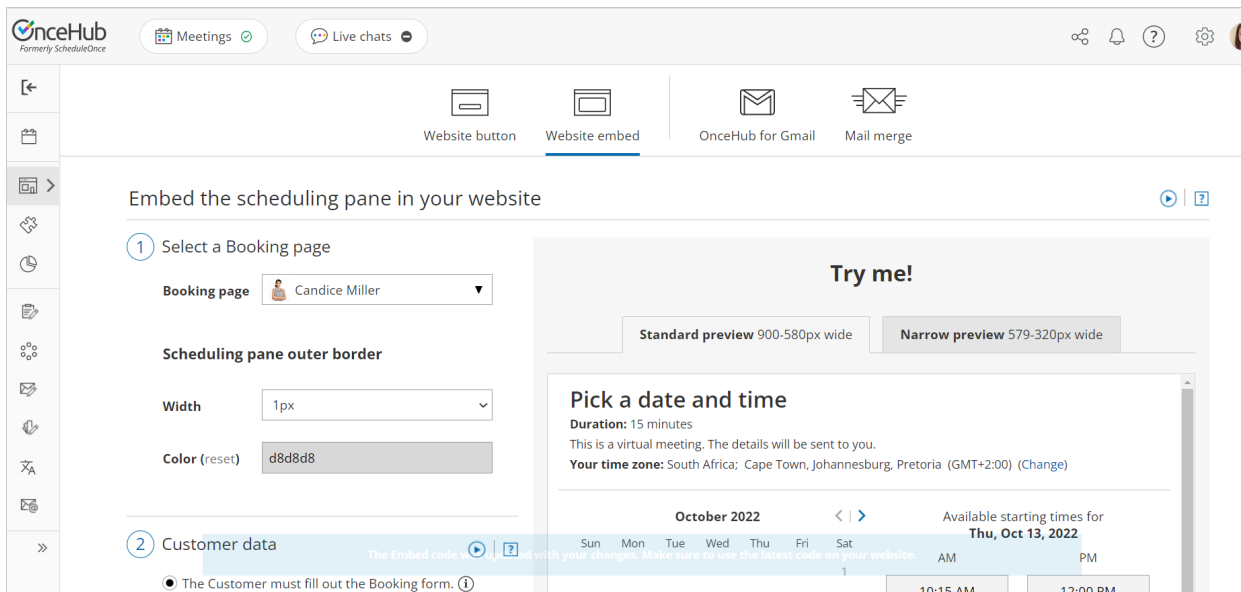 OnceHub
Formerly ScheduleOnce
Meetings
Live chats
?
Website button
Website embed
OnceHub for Gmail
Mail merge
Embed the scheduling pane in your website
?
1 Select a Booking page
Booking page Candice Miller
Scheduling pane outer border
Width 1px
Color (reset) d8d8d8
2 Customer data
?
The Customer must fill out the Booking form.
Try me!
Standard preview 900-580px wide
Narrow preview 579-320px wide
Pick a date and time
Duration: 15 minutes
This is a virtual meeting. The details will be sent to you.
Your time zone: South Africa; Cape Town, Johannesburg, Pretoria (GMT+2:00) (Change)
October 2022
Sun Mon Tue Wed Thu Fri Sat
1
Available starting times for
Thu, Oct 13, 2022
AM PM
10:15 AM 12:00 PM
The Embed code was updated with your changes. Make sure to use the latest code on your website.